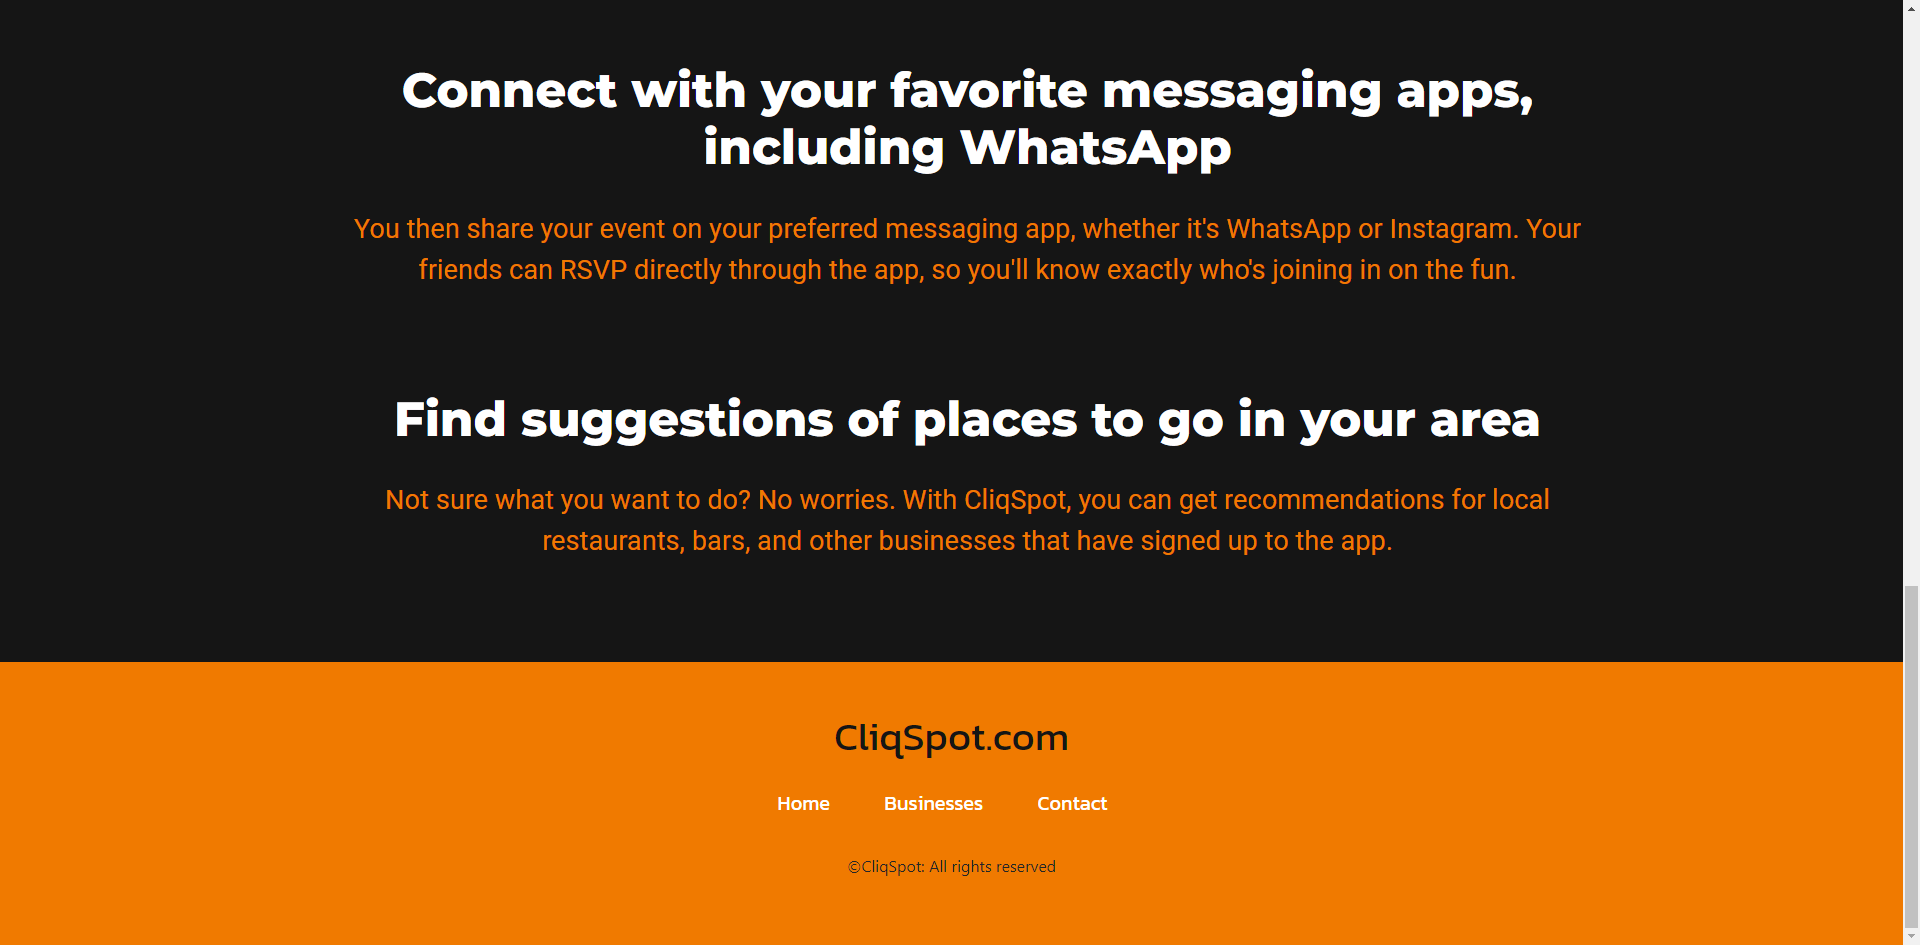 Connect with your favorite messaging apps,
including WhatsApp
You then share your event on your preferred messaging app, whether it's WhatsApp or Instagram. Your
friends can RSVP directly through the app, so you'll know exactly who's joining in on the fun.
Find suggestions of places to go in your area
Not sure what you want to do? No worries. With CliqSpot, you can get recommendations for local
restaurants, bars, and other businesses that have signed up to the app.
CliqSpot.com
Home Businesses Contact
©CliqSpot: All rights reserved